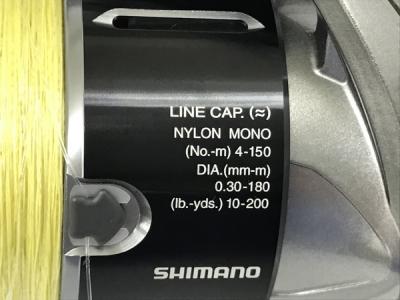 LINE CAP. (≈)
NYLON MONO
(No.-m) 4-150
DIA.(mm-m)
0.30-180
(lb.-yds.) 10-200
SHIMANO